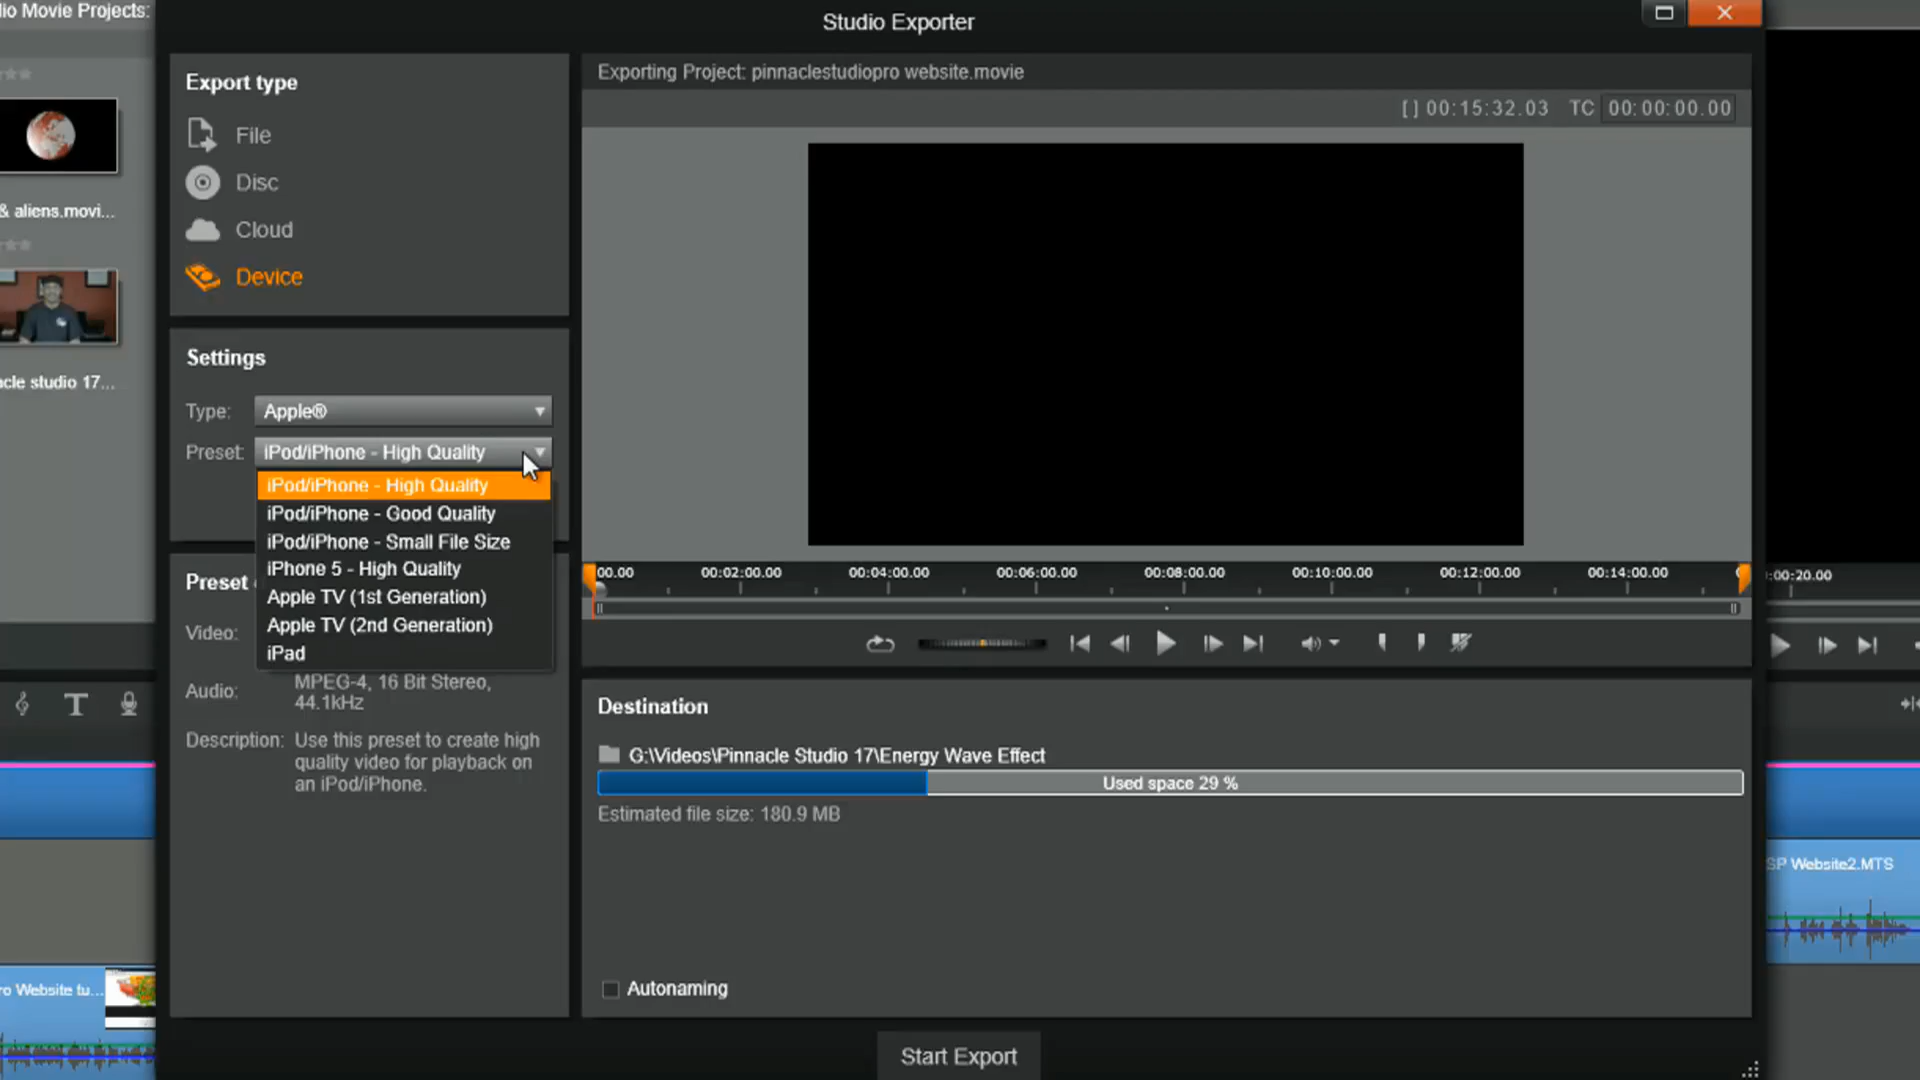 lio Movie Projects:
& aliens.movi...
cle studio 17...
ro Website tu...
Studio Exporter
Export type
File
Disc
Cloud
Device
Settings
Type: Apple®
Preset: iPod/iPhone - High Quality
iPod/iPhone - High Quality
iPod/iPhone - Good Quality
iPod/iPhone - Small File Size
iPhone 5 - High Quality
Apple TV (1st Generation)
Apple TV (2nd Generation)
iPad
Preset
Video:
Audio: MPEG-4, 16 Bit Stereo,
44.1kHz
Description: Use this preset to create high
quality video for playback on
an iPod/iPhone.
Exporting Project: pinnaclestudiopro website.movie
[] 00:15:32.03 TC 00:00:00.00
00.00 00:02:00.00 00:04:00.00 00:06:00.00 00:08:00.00 00:10:00.00 00:12:00.00 00:14:00.00
Destination
G:\Videos\Pinnacle Studio 17\Energy Wave Effect
Used space 29 %
Estimated file size: 180.9 MB
Autonaming
Start Export
:00:20.00
SP Website2.MTS